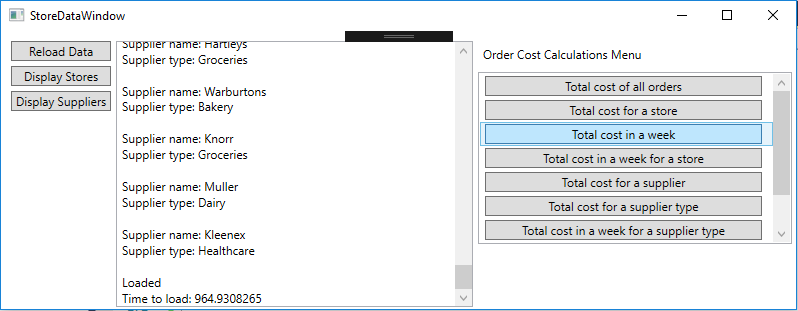 StoreDataWindow
Reload Data
Display Stores
Display Suppliers
Supplier name: Hartleys
Supplier type: Groceries
Supplier name: Warburtons
Supplier type: Bakery
Supplier name: Knorr
Supplier type: Groceries
Supplier name: Muller
Supplier type: Dairy
Supplier name: Kleenex
Supplier type: Healthcare
Loaded
Time to load: 964.9308265
Order Cost Calculations Menu
Total cost of all orders
Total cost for a store
Total cost in a week
Total cost in a week for a store
Total cost for a supplier
Total cost for a supplier type
Total cost in a week for a supplier type